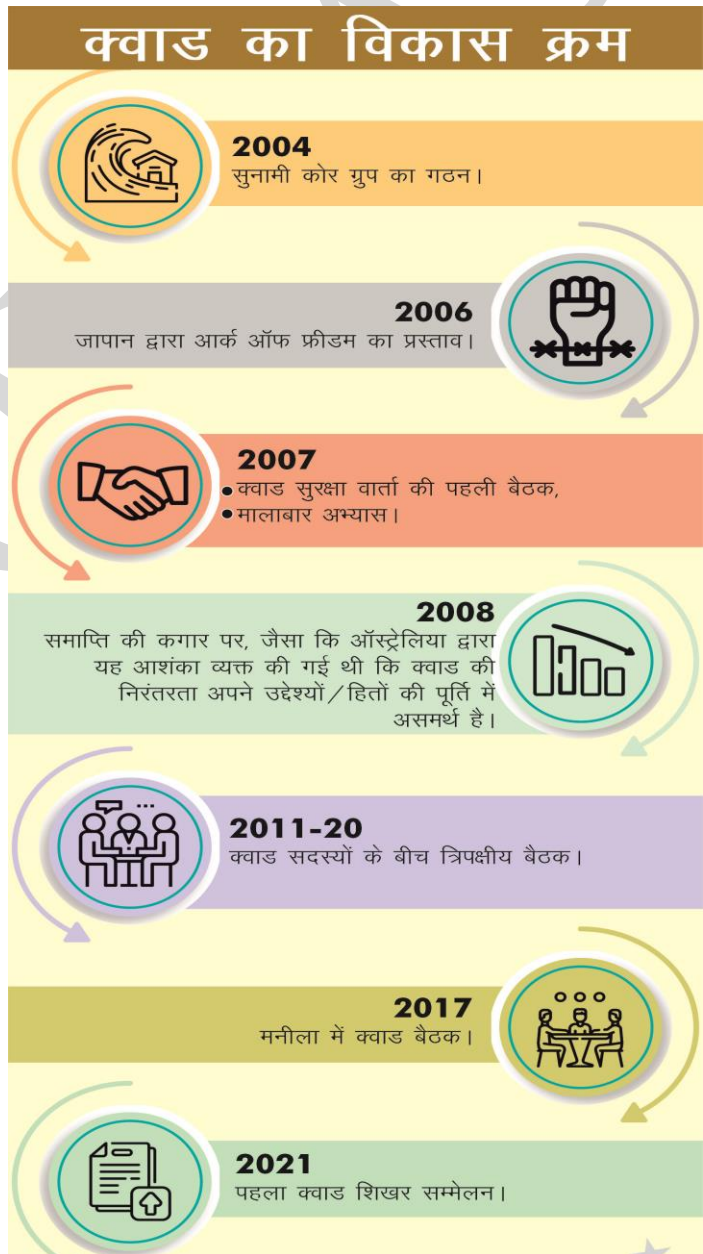 क्वाड का विकास क्रम
2004
सुनामी कोर ग्रुप का गठन।
2006
जापान द्वारा आर्क ऑफ फ्रीडम का प्रस्ताव।
2007
•क्वाड सुरक्षा वार्ता की पहली बैठक,
•मालाबार अभ्यास।
2008
समाप्ति की कगार पर, जैसा कि ऑस्ट्रेलिया द्वारा
यह आशंका व्यक्त की गई थी कि क्वाड की
निरंतरता अपने उद्देश्यों/हितों की पूर्ति में
असमर्थ है।
2011-20
क्वाड सदस्यों के बीच त्रिपक्षीय बैठक।
2017
मनीला में क्वाड बैठक।
2021
पहला क्वाड शिखर सम्मेलन।